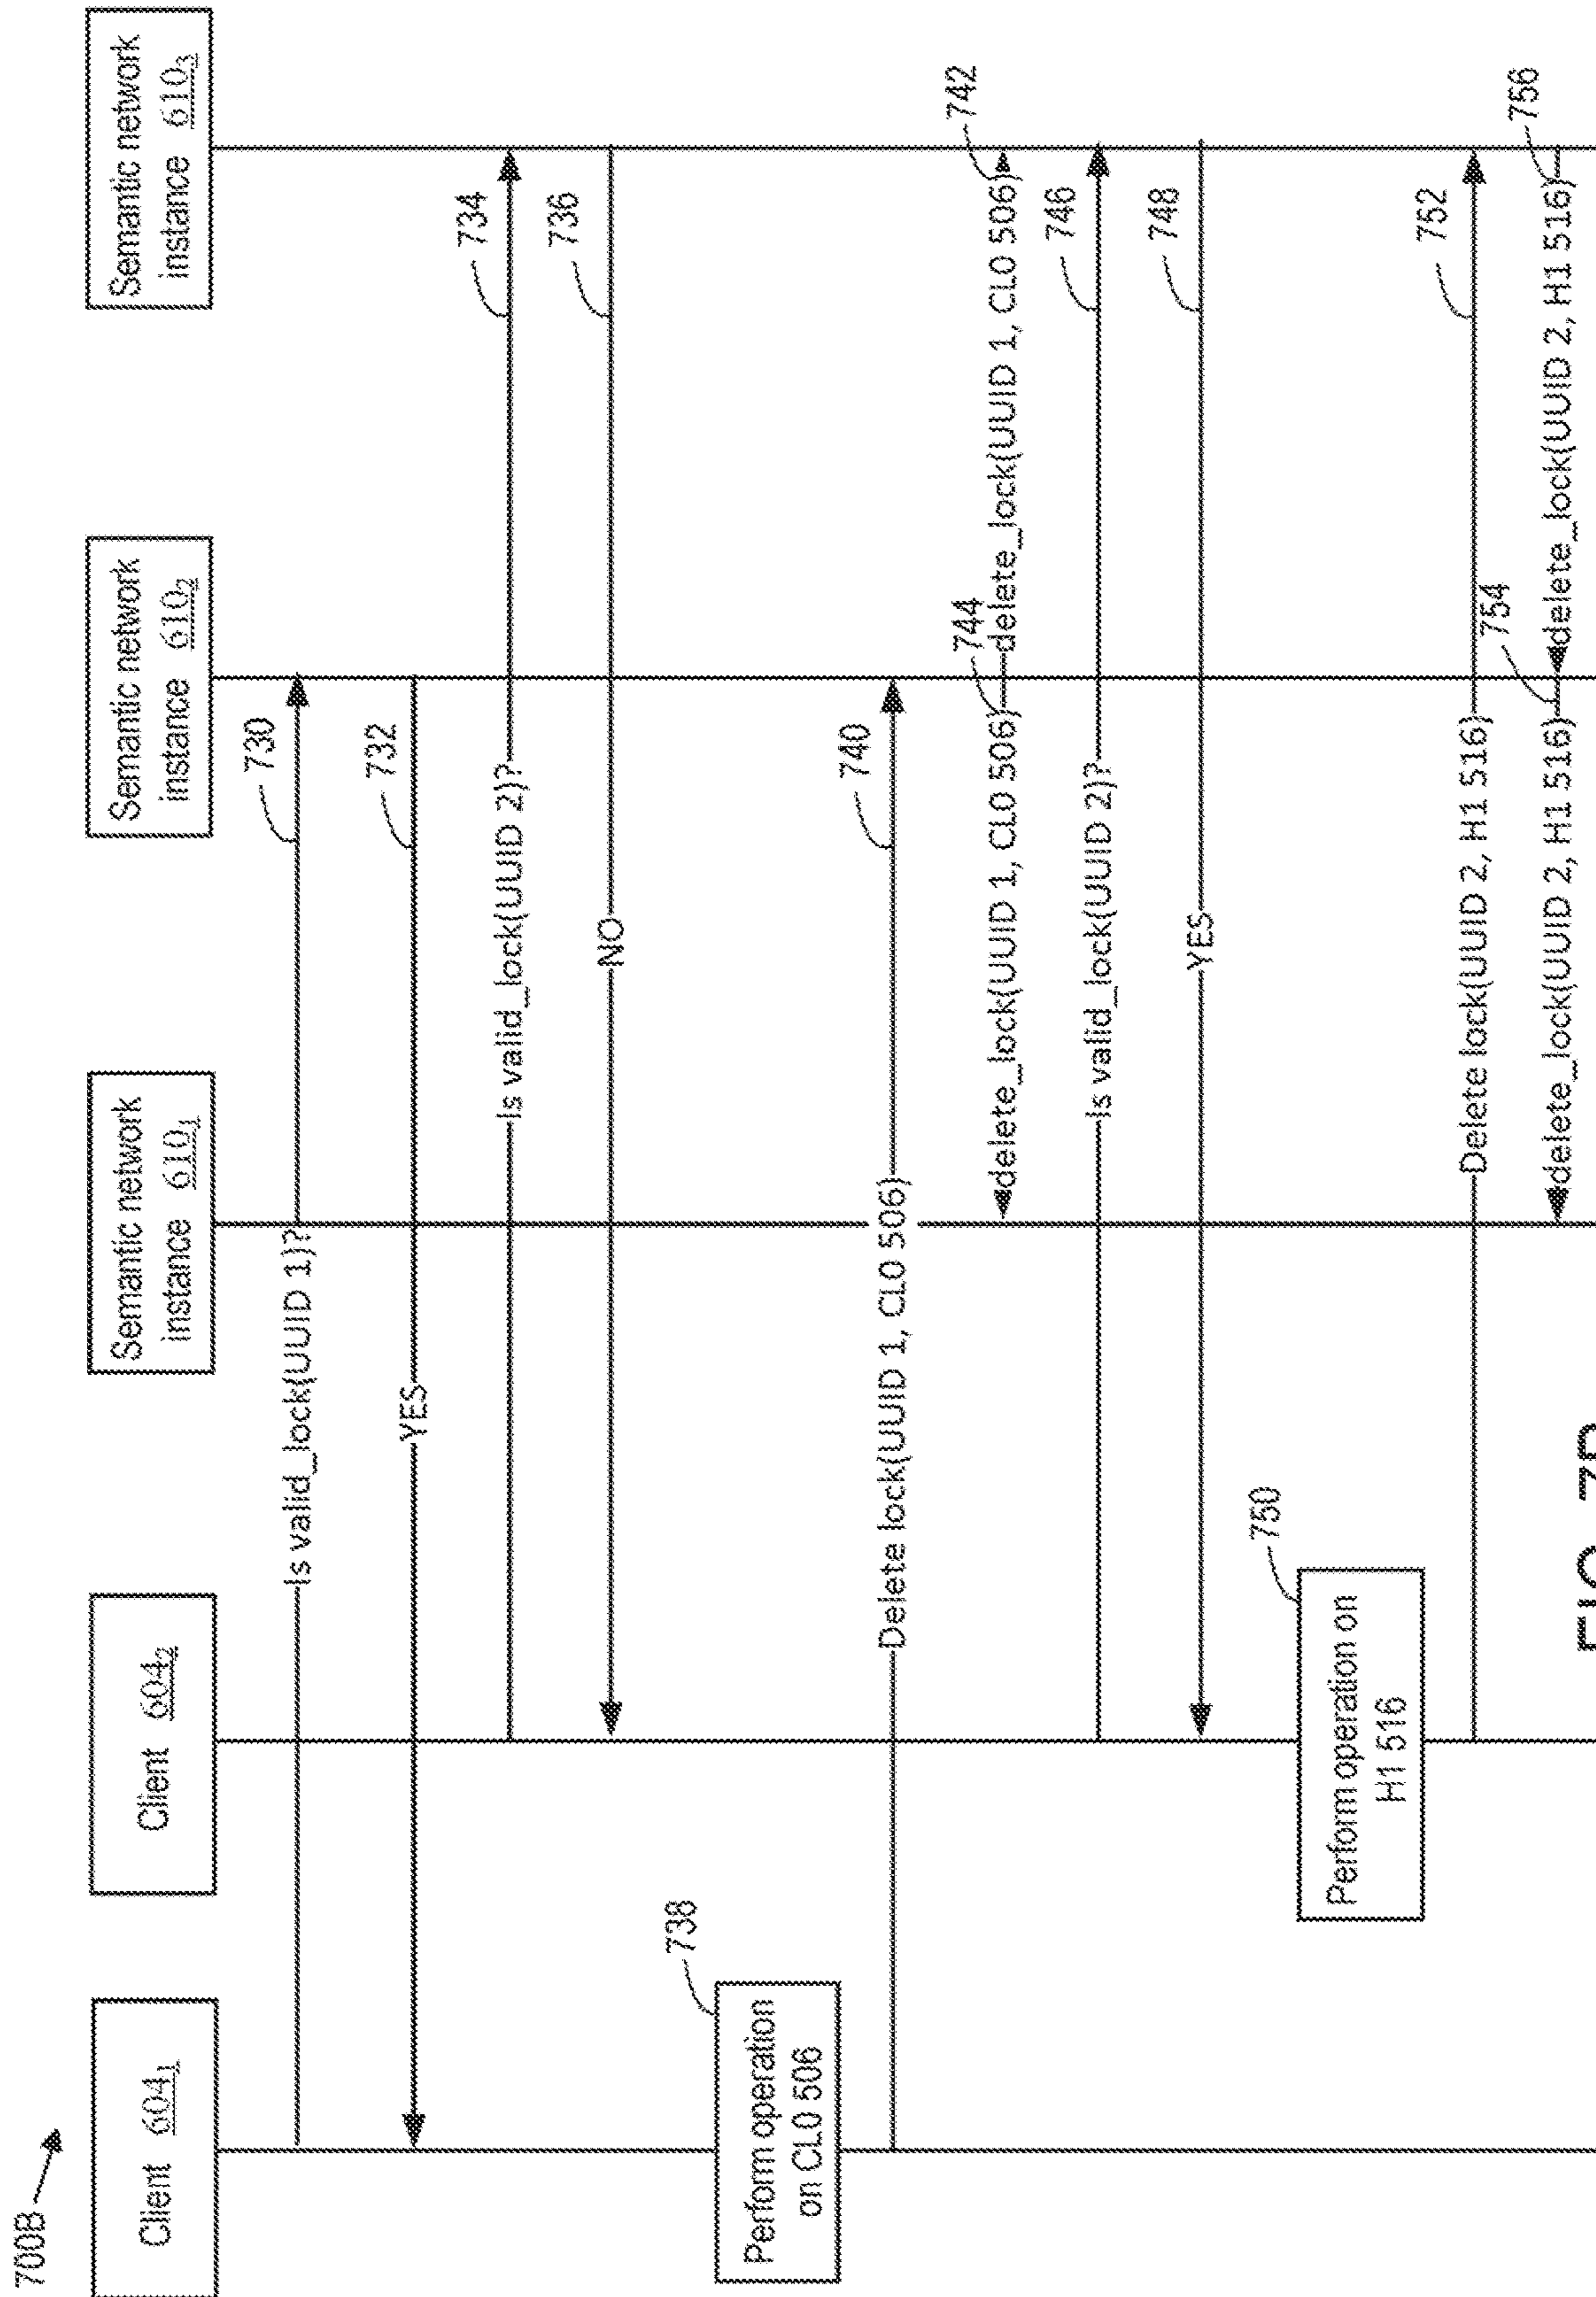 700B
Client 604₁
Client 604₂
Semantic network
instance 610₁
Semantic network
instance 610₂
Semantic network
instance 610₃
Is valid_lock(UUID 1)?
730
YES
732
Is valid_lock(UUID 2)?
734
NO
736
Perform operation
on CL0 506
738
Delete lock(UUID 1, CL0 506)
740
delete_lock(UUID 1, CL0 506)
744
delete_lock(UUID 1, CL0 506)
742
Is valid_lock(UUID 2)?
746
YES
748
Perform operation on
H1 516
750
Delete lock(UUID 2, H1 516)
752
delete_lock(UUID 2, H1 516)
754
delete_lock(UUID 2, H1 516)
756